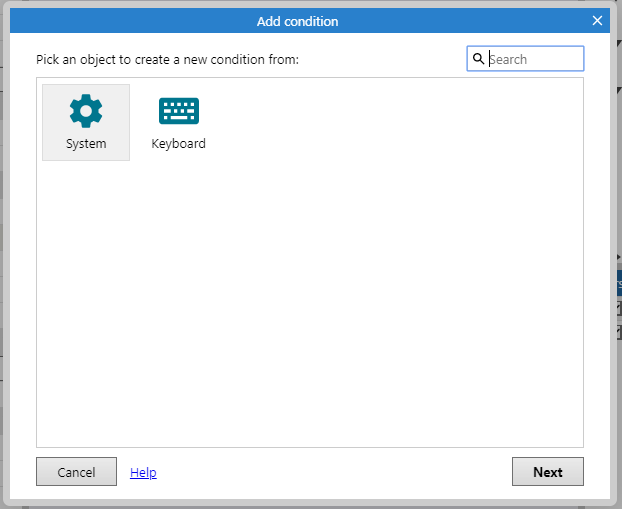 Add condition
Pick an object to create a new condition from:
Search
System
Keyboard
Cancel
Help
Next